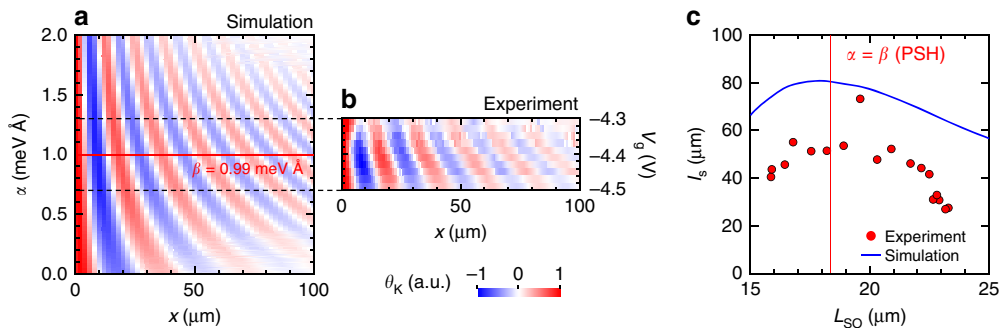 a
Simulation
2.0
1.5
1.0
0.5
0.0
α (meV Å)
β = 0.99 meV Å
0
50
100
x (μm)
b
Experiment
−4.3
−4.4
−4.5
V_g (V)
0
50
100
x (μm)
θ_K (a.u.)
−1
0
1
c
α = β (PSH)
100
80
60
40
20
0
l_s (μm)
Experiment
Simulation
15
20
25
L_SO (μm)